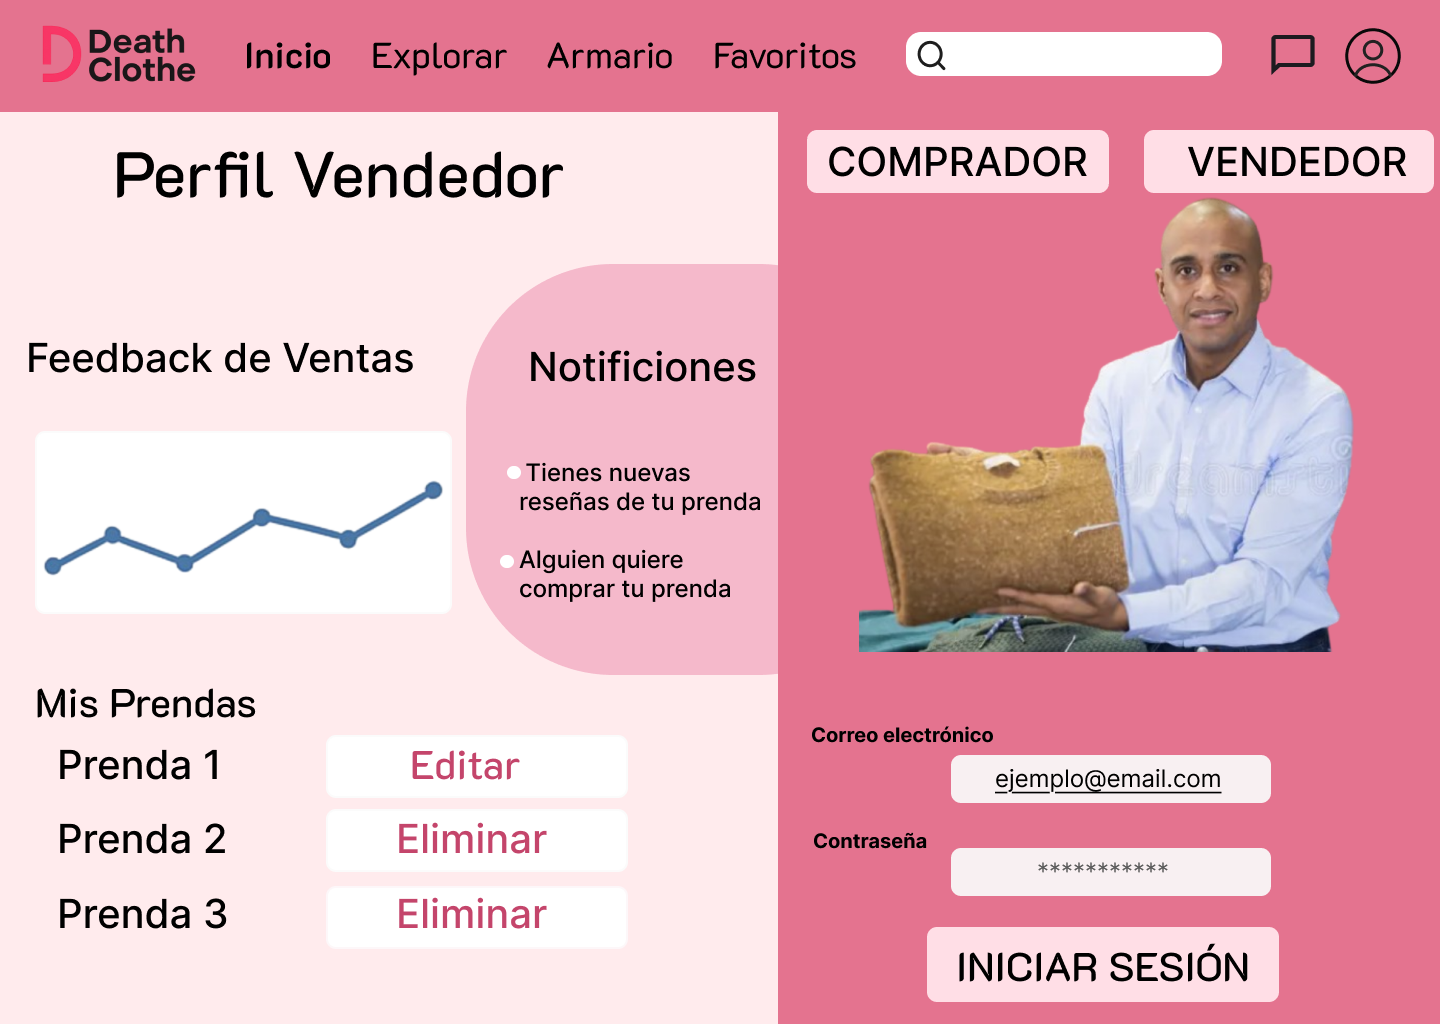 Death
Clothe
Inicio Explorar Armario Favoritos
Perfil Vendedor
Feedback de Ventas
Notificiones
Tienes nuevas
reseñas de tu prenda
Alguien quiere
comprar tu prenda
Mis Prendas
Prenda 1 Editar
Prenda 2 Eliminar
Prenda 3 Eliminar
COMPRADOR VENDEDOR
dreamsti
Correo electrónico
ejemplo@email.com
Contraseña
***********
INICIAR SESIÓN